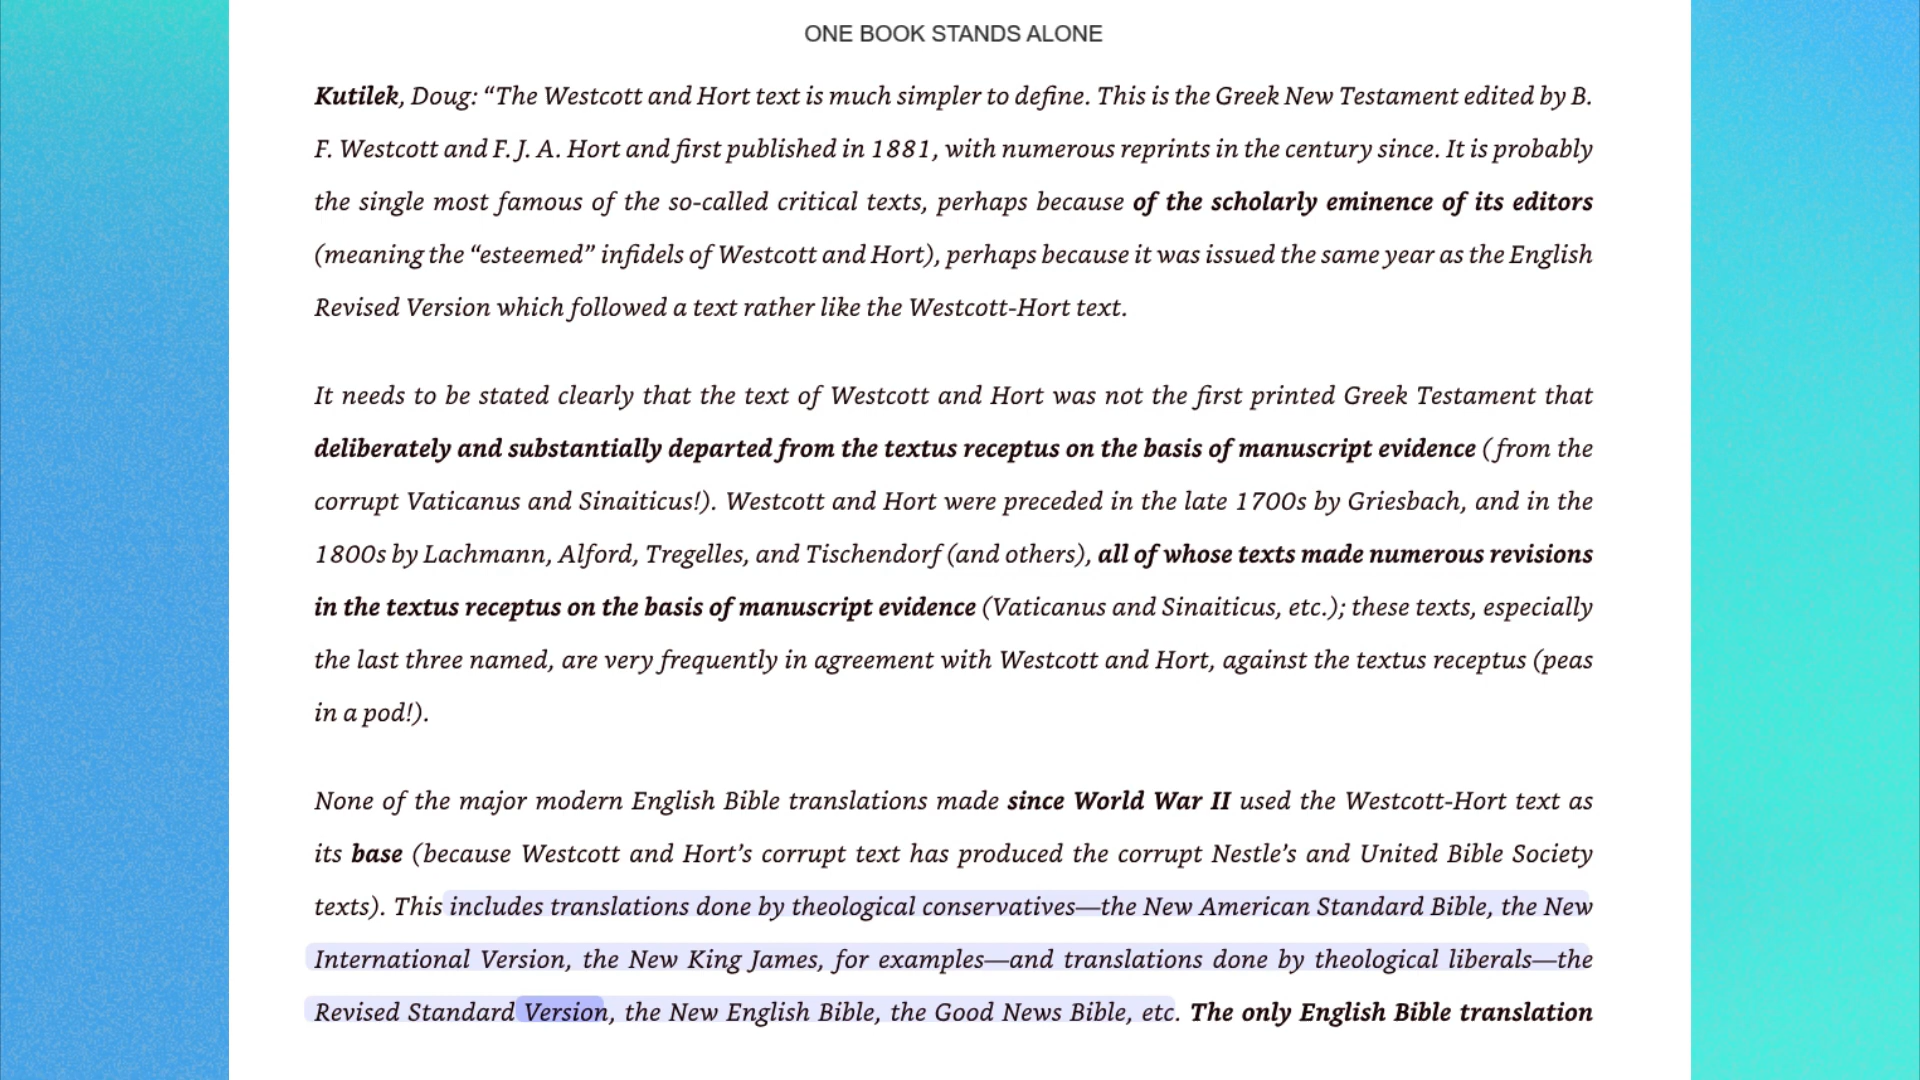 ONE BOOK STANDS ALONE
Kutilek, Doug: “The Westcott and Hort text is much simpler to define. This is the Greek New Testament edited by B.
F. Westcott and F. J. A. Hort and first published in 1881, with numerous reprints in the century since. It is probably
the single most famous of the so-called critical texts, perhaps because of the scholarly eminence of its editors
(meaning the “esteemed” infidels of Westcott and Hort), perhaps because it was issued the same year as the English
Revised Version which followed a text rather like the Westcott-Hort text.
It needs to be stated clearly that the text of Westcott and Hort was not the first printed Greek Testament that
deliberately and substantially departed from the textus receptus on the basis of manuscript evidence (from the
corrupt Vaticanus and Sinaiticus!). Westcott and Hort were preceded in the late 1700s by Griesbach, and in the
1800s by Lachmann, Alford, Tregelles, and Tischendorf (and others), all of whose texts made numerous revisions
in the textus receptus on the basis of manuscript evidence (Vaticanus and Sinaiticus, etc.); these texts, especially
the last three named, are very frequently in agreement with Westcott and Hort, against the textus receptus (peas
in a pod!).
None of the major modern English Bible translations made since World War II used the Westcott-Hort text as
its base (because Westcott and Hort’s corrupt text has produced the corrupt Nestle’s and United Bible Society
texts). This includes translations done by theological conservatives—the New American Standard Bible, the New
International Version, the New King James, for examples—and translations done by theological liberals—the
Revised Standard Version, the New English Bible, the Good News Bible, etc. The only English Bible translation